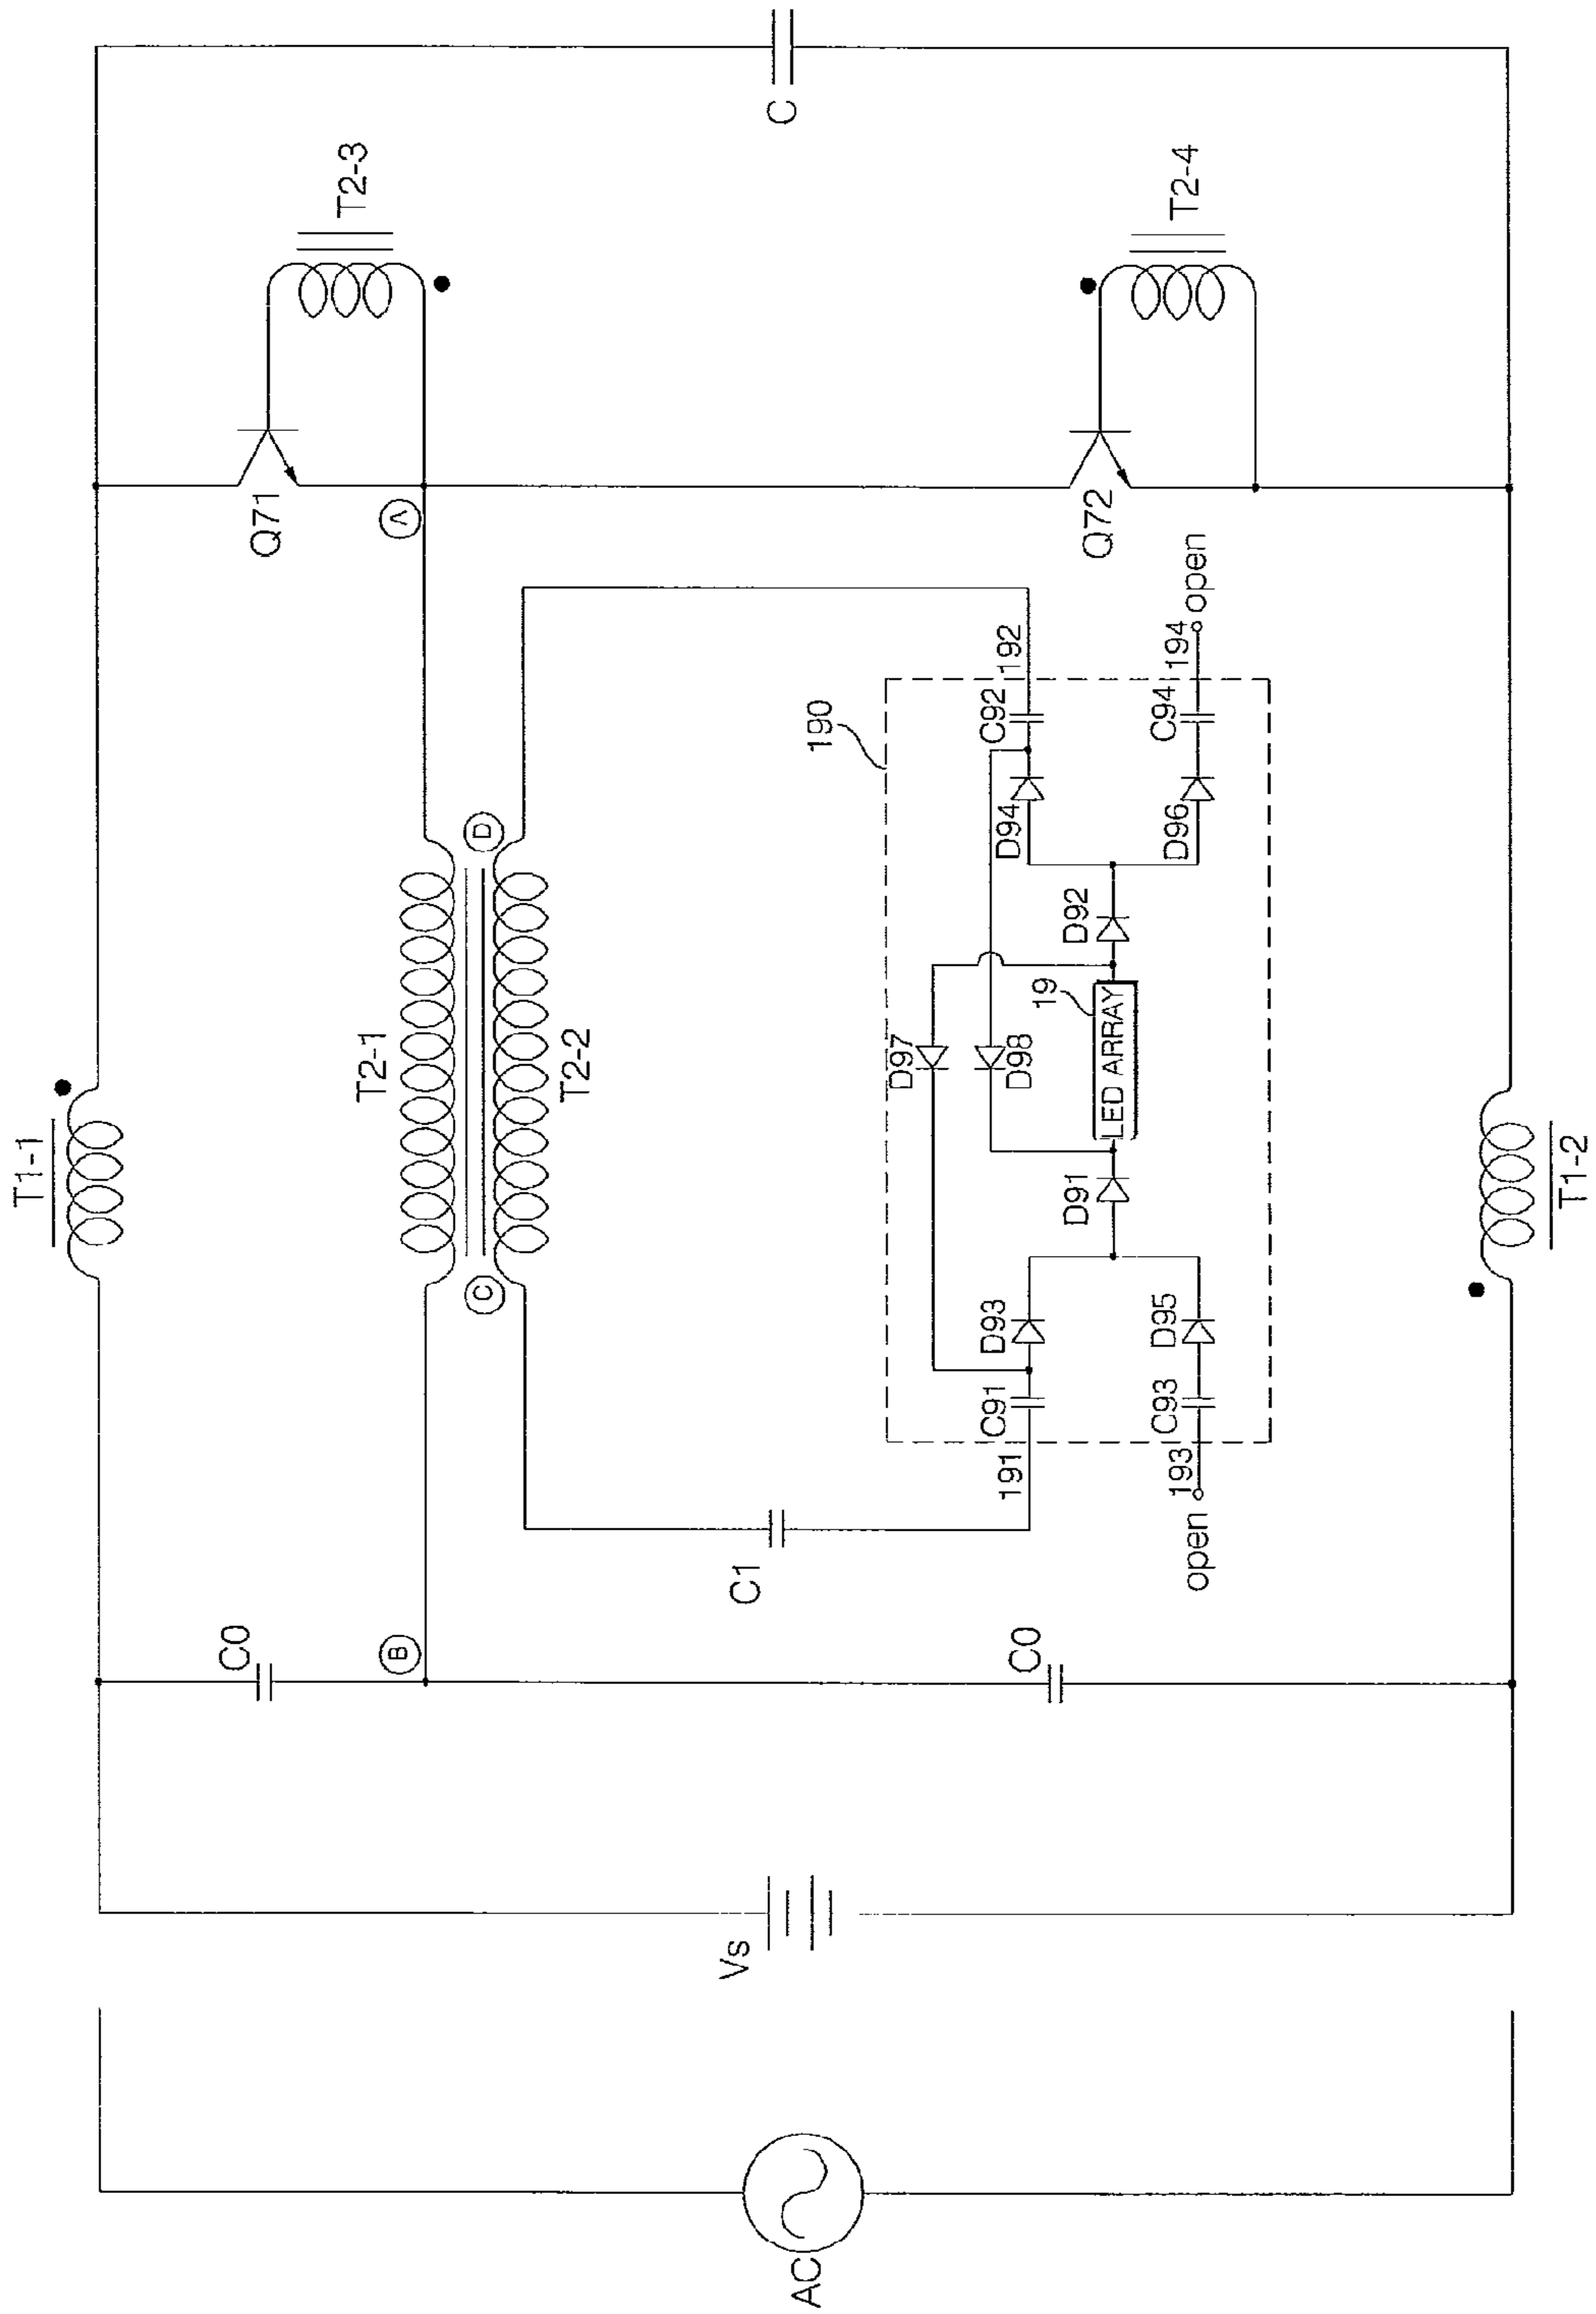 C
T2-3
T2-4
Q71
A
Q72
open
194
192
190
C92
C94
D94
D96
D
D92
T1-1
T2-1
T2-2
D97
D98
19
LED ARRAY
D91
T1-2
C
D93
D95
C91
C93
191
193
open
C1
C0
B
C0
Vs
AC